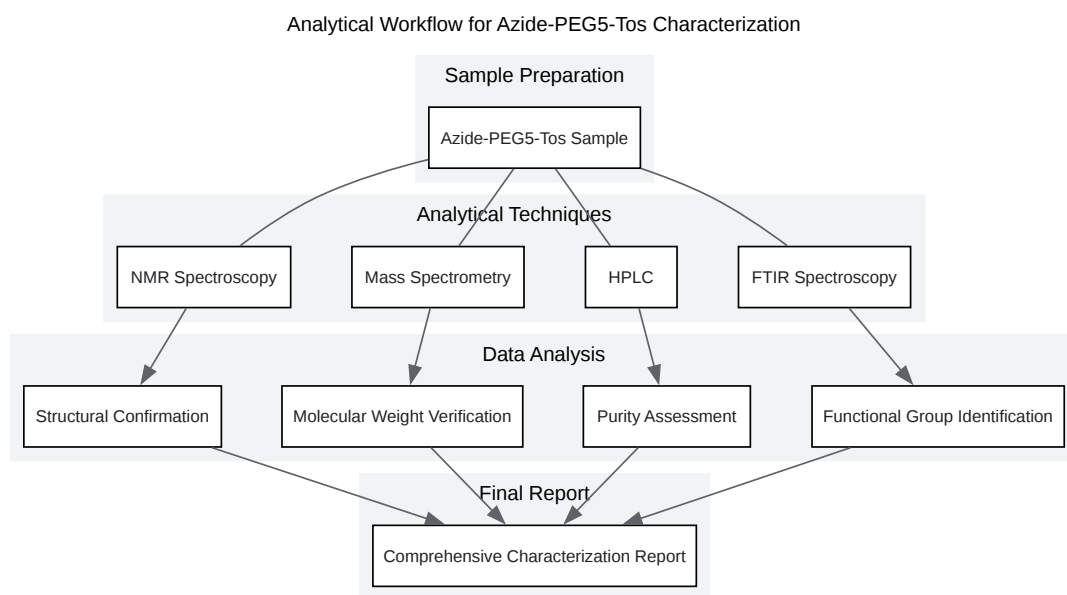 Analytical Workflow for Azide-PEG5-Tos Characterization
Sample Preparation
Azide-PEG5-Tos Sample
Analytical Techniques
NMR Spectroscopy
Mass Spectrometry
HPLC
FTIR Spectroscopy
Data Analysis
Structural Confirmation
Molecular Weight Verification
Purity Assessment
Functional Group Identification
Final Report
Comprehensive Characterization Report